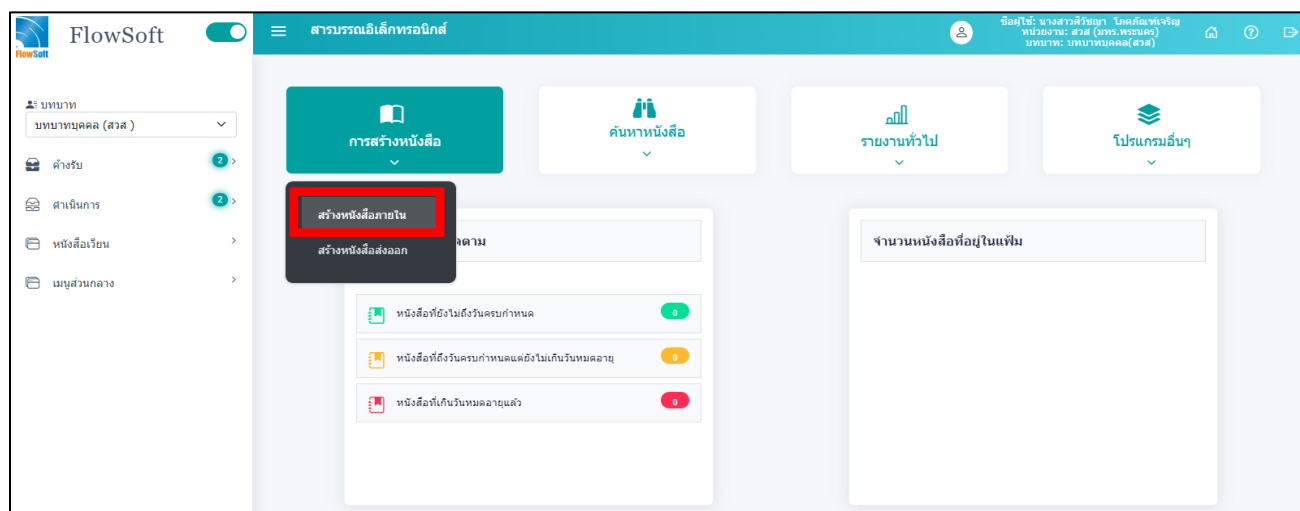 FlowSoft
FlowSoft
สารบรรณอิเล็กทรอนิกส์
ชื่อผู้ใช้: นางสาวศิรัชญา โภคภัณฑ์เจริญ
หน่วยงาน: สวส (มทร.พระนคร)
บทบาท: บทบาทบุคคล(สวส)
บทบาท
บทบาทบุคคล (สวส )
ค้างรับ 2
ดำเนินการ 2
หนังสือเวียน
เมนูส่วนกลาง
การสร้างหนังสือ
ค้นหาหนังสือ
รายงานทั่วไป
โปรแกรมอื่นๆ
สร้างหนังสือภายใน
สร้างหนังสือส่งออก
ตาม
จำนวนหนังสือที่อยู่ในแฟ้ม
หนังสือที่ยังไม่ถึงวันครบกำหนด 0
หนังสือที่ถึงวันครบกำหนดแต่ยังไม่เกินวันหมดอายุ 0
หนังสือที่เกินวันหมดอายุแล้ว 0